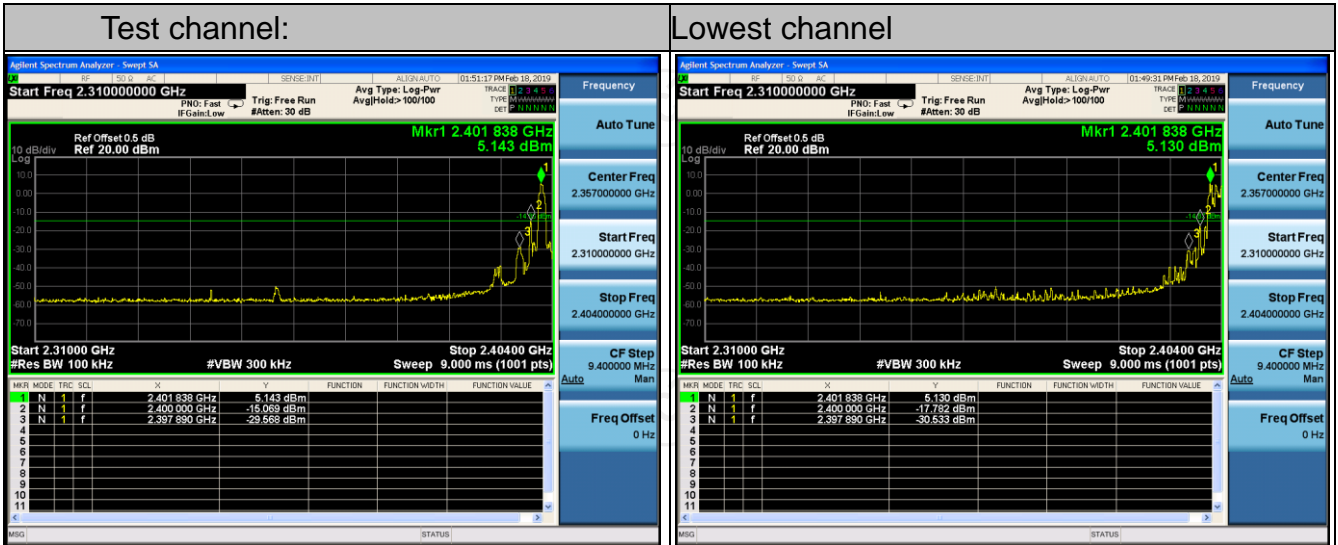 Test channel: Lowest channel
Agilent Spectrum Analyzer - Swept SA
RF 50 Ω AC SENSE:INT ALIGNAUTO 01:51:17 PM Feb 18, 2019
Start Freq 2.310000000 GHz
PNO: Fast
IFGain:Low
Trig: Free Run
#Atten: 30 dB
Avg Type: Log-Pwr
Avg|Hold:> 100/100
TRACE 1 2 3 4 5 6
TYPE M WWWWW
DET P N N N N N
Ref Offset 0.5 dB
Ref 20.00 dBm
10 dB/div
Log
Mkr1 2.401 838 GHz
5.143 dBm
10.0
0.00
-10.0
-20.0
-30.0
-40.0
-50.0
-60.0
-70.0
1
2
3
Start 2.31000 GHz
#Res BW 100 kHz
#VBW 300 kHz
Stop 2.40400 GHz
Sweep 9.000 ms (1001 pts)
MKR MODE TRC SCL X Y FUNCTION FUNCTION WIDTH FUNCTION VALUE
1 N 1 f 2.401 838 GHz 5.143 dBm
2 N 1 f 2.400 000 GHz -15.069 dBm
3 N 1 f 2.397 890 GHz -29.568 dBm
4
5
6
7
8
9
10
11
MSG STATUS
Frequency
Auto Tune
Center Freq
2.357000000 GHz
Start Freq
2.310000000 GHz
Stop Freq
2.404000000 GHz
CF Step
9.400000 MHz
Auto Man
Freq Offset
0 Hz
Agilent Spectrum Analyzer - Swept SA
RF 50 Ω AC SENSE:INT ALIGNAUTO 01:49:31 PM Feb 18, 2019
Start Freq 2.310000000 GHz
PNO: Fast
IFGain:Low
Trig: Free Run
#Atten: 30 dB
Avg Type: Log-Pwr
Avg|Hold:> 100/100
TRACE 1 2 3 4 5 6
TYPE M WWWWW
DET P N N N N N
Ref Offset 0.5 dB
Ref 20.00 dBm
10 dB/div
Log
Mkr1 2.401 838 GHz
5.130 dBm
10.0
0.00
-10.0
-20.0
-30.0
-40.0
-50.0
-60.0
-70.0
1
2
3
Start 2.31000 GHz
#Res BW 100 kHz
#VBW 300 kHz
Stop 2.40400 GHz
Sweep 9.000 ms (1001 pts)
MKR MODE TRC SCL X Y FUNCTION FUNCTION WIDTH FUNCTION VALUE
1 N 1 f 2.401 838 GHz 5.130 dBm
2 N 1 f 2.400 000 GHz -17.782 dBm
3 N 1 f 2.397 890 GHz -30.533 dBm
4
5
6
7
8
9
10
11
MSG STATUS
Frequency
Auto Tune
Center Freq
2.357000000 GHz
Start Freq
2.310000000 GHz
Stop Freq
2.404000000 GHz
CF Step
9.400000 MHz
Auto Man
Freq Offset
0 Hz